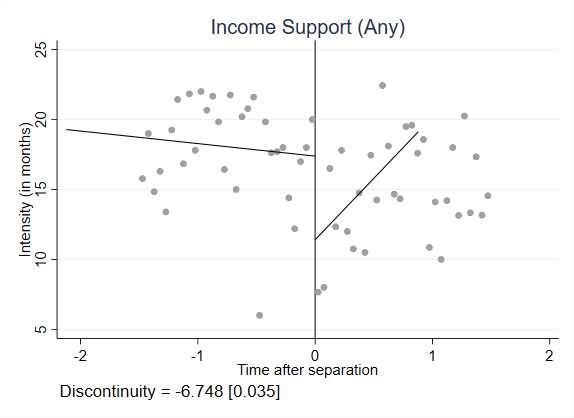 Income Support (Any)
Intensity (in months)
25
20
15
10
5
-2
-1
0
1
2
Time after separation
Discontinuity = -6.748 [0.035]